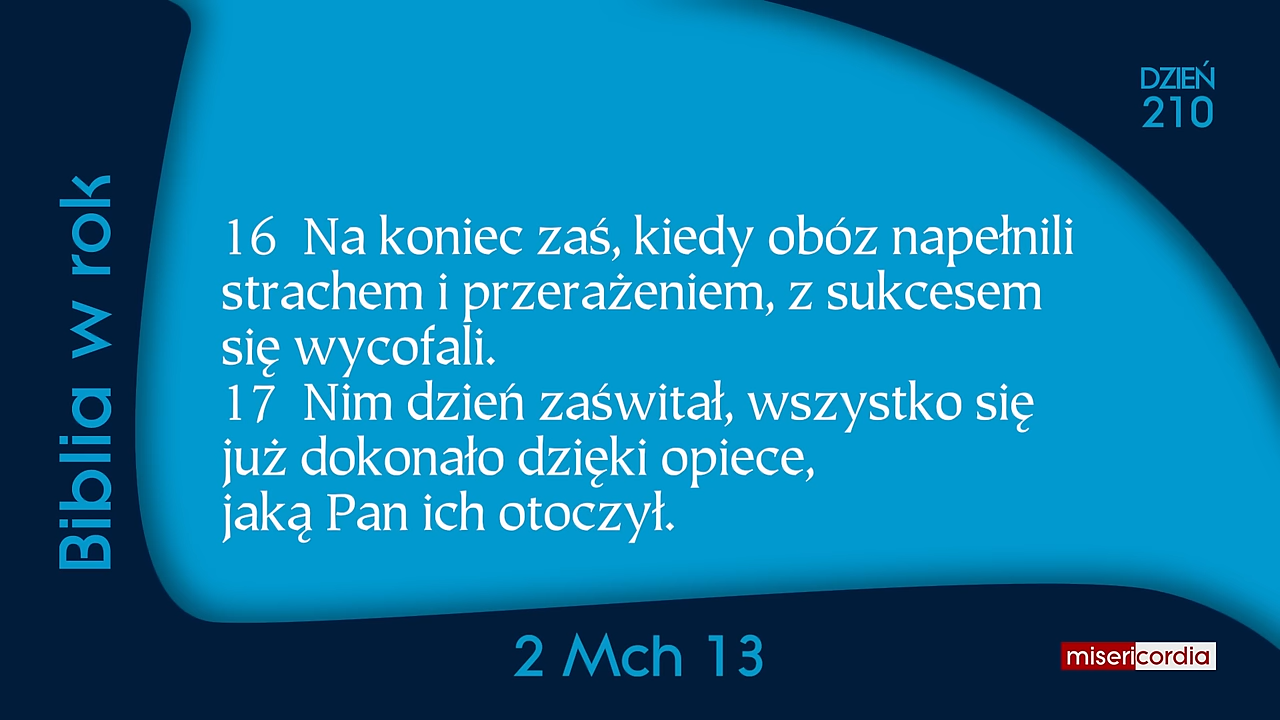 DZIEŃ
210
Biblia w rok
16 Na koniec zaś, kiedy obóz napełnili
strachem i przerażeniem, z sukcesem
się wycofali.
17 Nim dzień zaświtał, wszystko się
już dokonało dzięki opiece,
jaką Pan ich otoczył.
2 Mch 13
misericordia